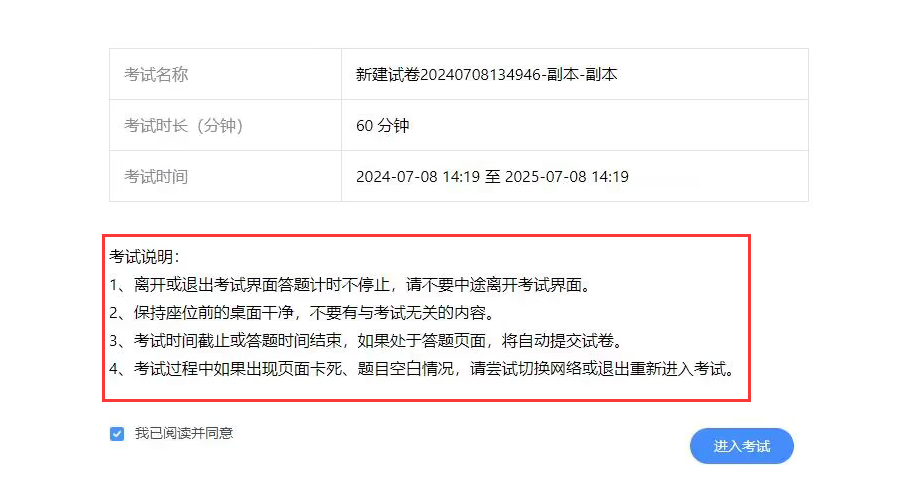 考试名称 新建试卷20240708134946-副本-副本
考试时长（分钟） 60 分钟
考试时间 2024-07-08 14:19 至 2025-07-08 14:19
考试说明：
1、离开或退出考试界面答题计时不停止，请不要中途离开考试界面。
2、保持座位前的桌面干净，不要有与考试无关的内容。
3、考试时间截止或答题时间结束，如果处于答题页面，将自动提交试卷。
4、考试过程中如果出现页面卡死、题目空白情况，请尝试切换网络或退出重新进入考试。
我已阅读并同意
进入考试